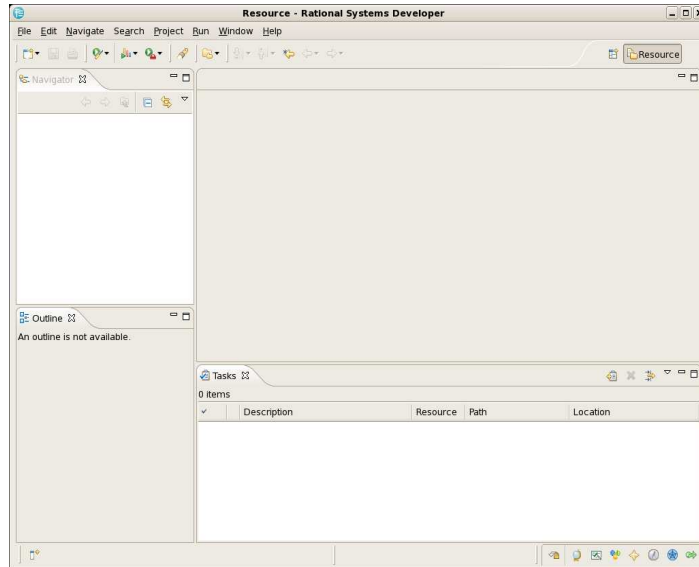 Resource - Rational Systems Developer
File Edit Navigate Search Project Run Window Help
Resource
Navigator
Outline
An outline is not available.
Tasks
0 items
Description Resource Path Location